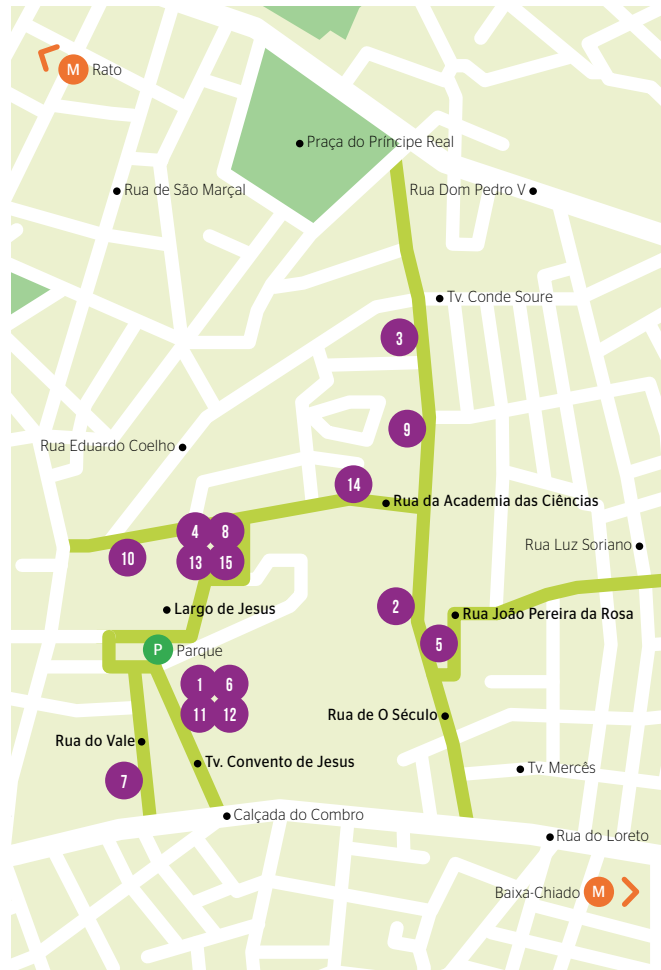 M Rato
Praça do Príncipe Real
Rua de São Marçal
Rua Dom Pedro V
Tv. Conde Soure
3
9
Rua Eduardo Coelho
14
Rua da Academia das Ciências
4 8
13 15
10
Rua Luz Soriano
2
Largo de Jesus
Rua João Pereira da Rosa
5
P Parque
1 6
11 12
Rua de O Século
Rua do Vale
Tv. Convento de Jesus
Tv. Mercês
7
Calçada do Combro
Rua do Loreto
Baixa-Chiado M